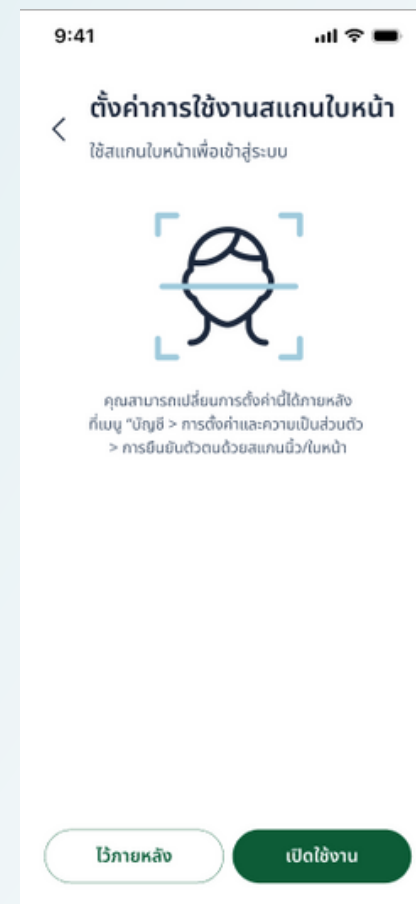 9:41
ตั้งค่าการใช้งานสแกนใบหน้า
ใช้สแกนใบหน้าเพื่อเข้าสู่ระบบ
คุณสามารถเปลี่ยนการตั้งค่านี้ได้ภายหลัง
ที่เมนู “บัญชี > การตั้งค่าและความเป็นส่วนตัว
> การยืนยันตัวตนด้วยสแกนนิ้ว/ใบหน้า
ไว้ภายหลัง
เปิดใช้งาน